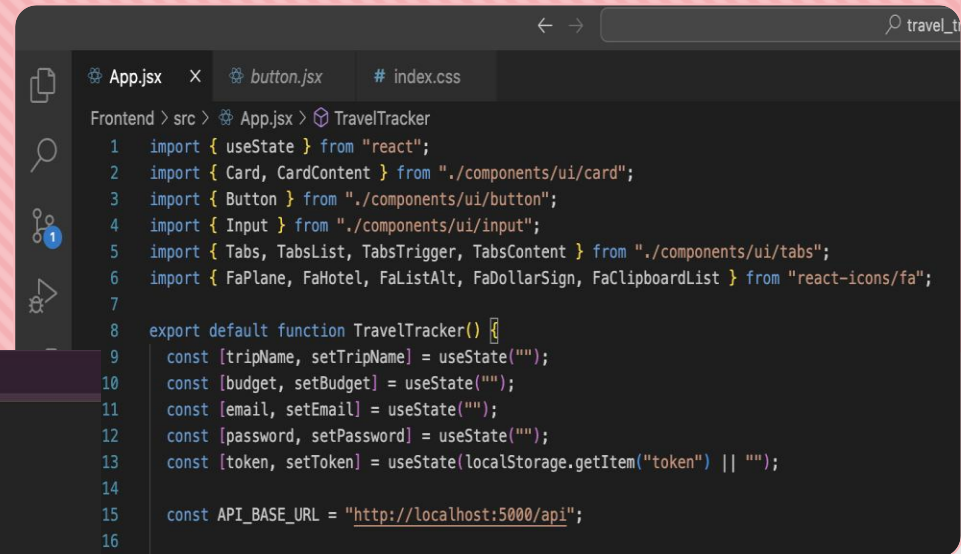 travel_t
App.jsx X button.jsx # index.css
Frontend > src > App.jsx > TravelTracker
1 import { useState } from "react";
2 import { Card, CardContent } from "./components/ui/card";
3 import { Button } from "./components/ui/button";
4 import { Input } from "./components/ui/input";
5 import { Tabs, TabsList, TabsTrigger, TabsContent } from "./components/ui/tabs";
6 import { FaPlane, FaHotel, FaListAlt, FaDollarSign, FaClipboardList } from "react-icons/fa";
7
8 export default function TravelTracker() {
9 const [tripName, setTripName] = useState("");
10 const [budget, setBudget] = useState("");
11 const [email, setEmail] = useState("");
12 const [password, setPassword] = useState("");
13 const [token, setToken] = useState(localStorage.getItem("token") || "");
14
15 const API_BASE_URL = "http://localhost:5000/api";
16
1